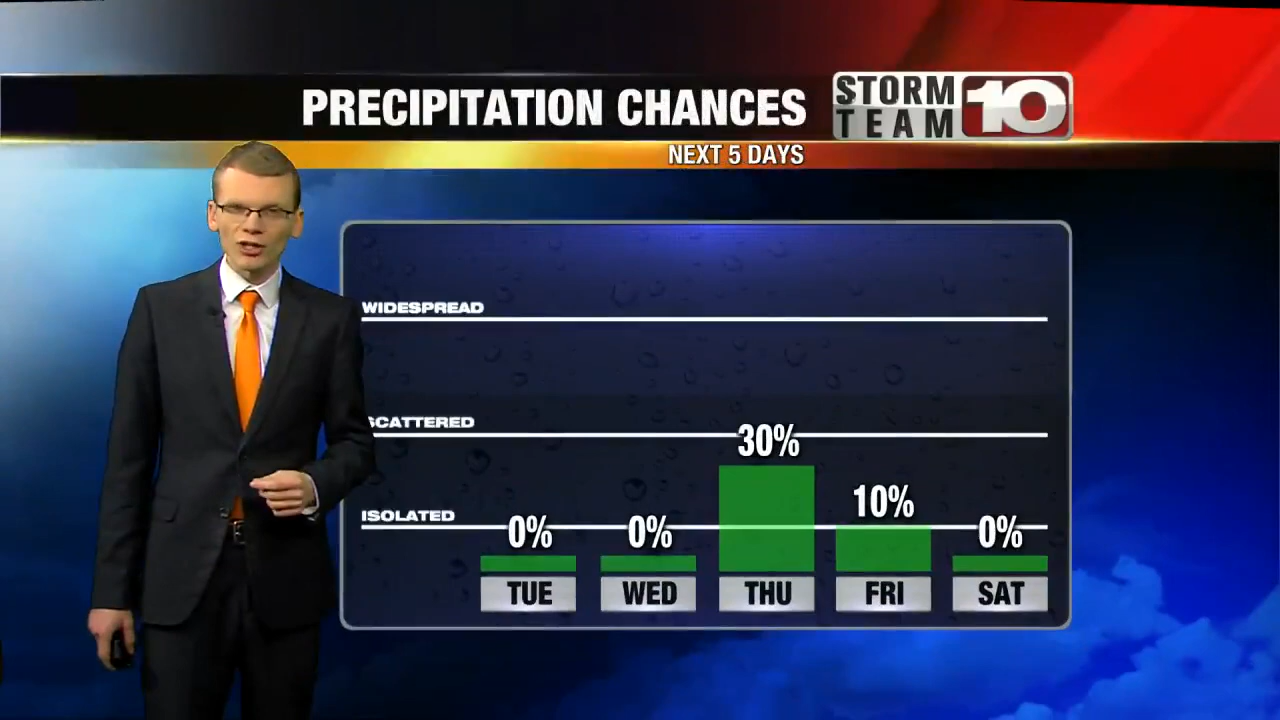 PRECIPITATION CHANCES
STORM TEAM 10
NEXT 5 DAYS
WIDESPREAD
SCATTERED
30%
10%
ISOLATED
0% 0% 0%
TUE WED THU FRI SAT